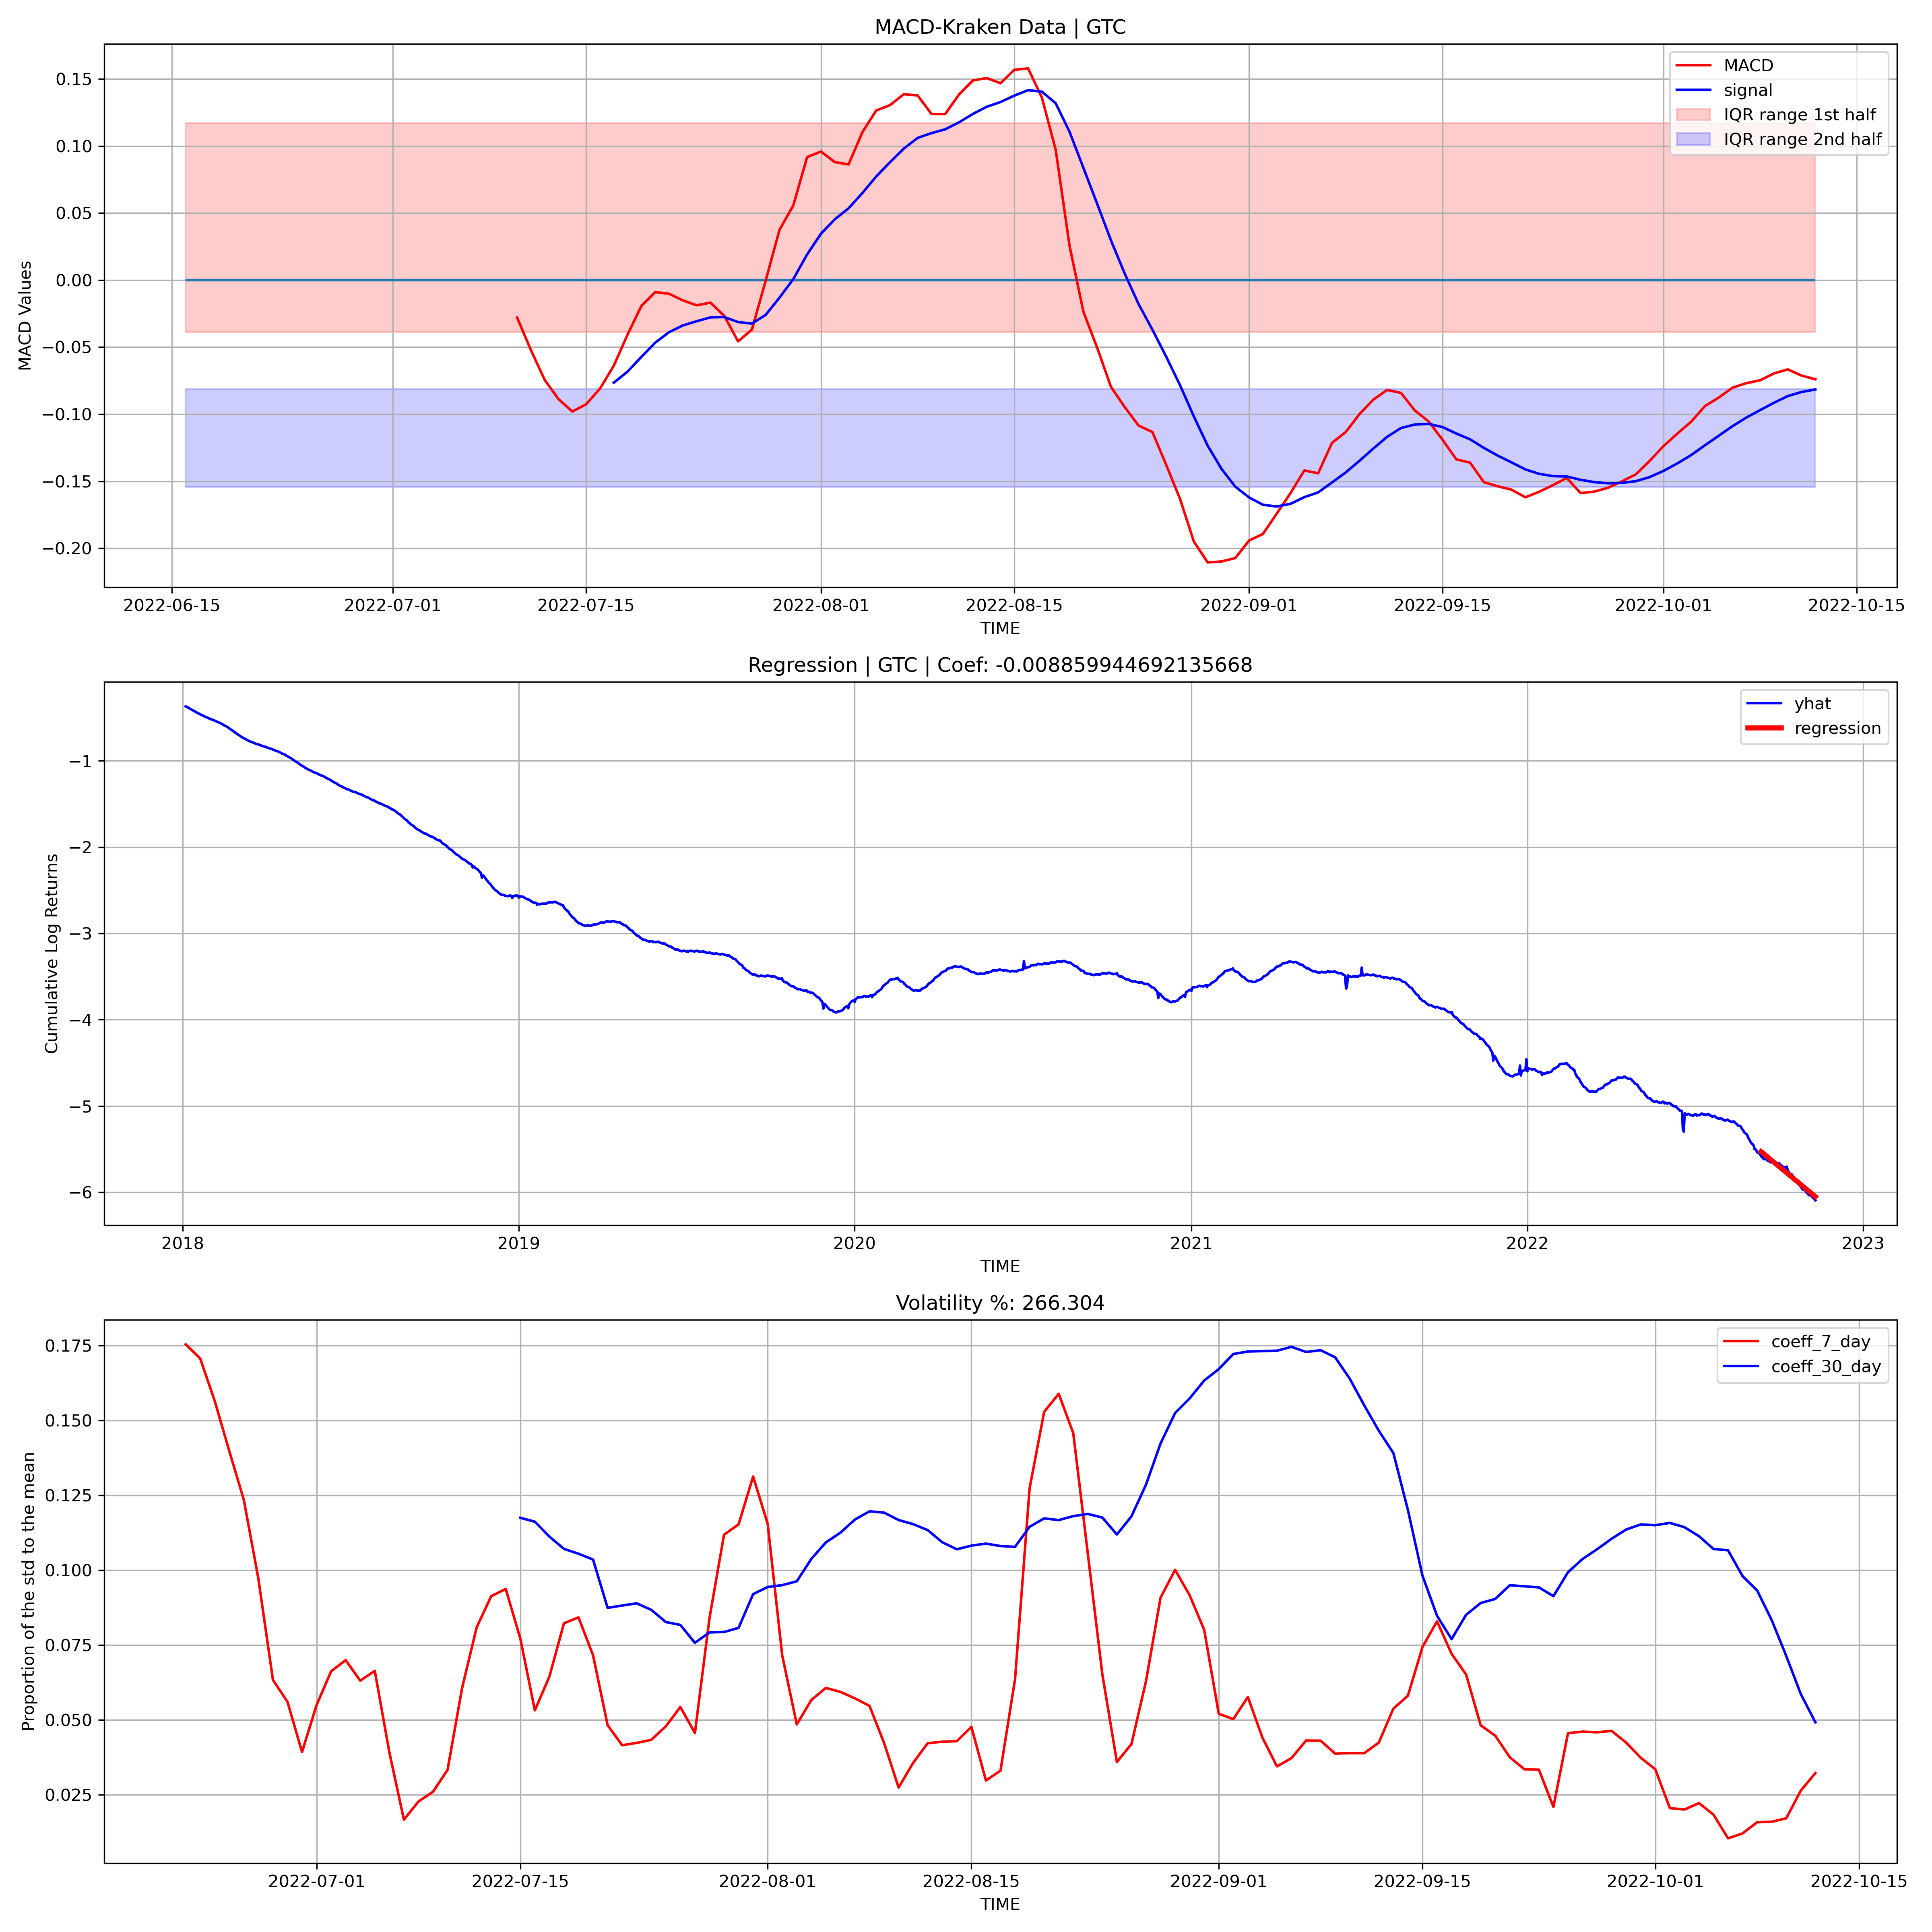 MACD-Kraken Data | GTC
MACD Values
0.15
0.10
0.05
0.00
−0.05
−0.10
−0.15
−0.20
MACD
signal
IQR range 1st half
IQR range 2nd half
2022-06-15 2022-07-01 2022-07-15 2022-08-01 2022-08-15 2022-09-01 2022-09-15 2022-10-01 2022-10-15
TIME
Regression | GTC | Coef: -0.008859944692135668
Cumulative Log Returns
−1
−2
−3
−4
−5
−6
yhat
regression
2018 2019 2020 2021 2022 2023
TIME
Volatility %: 266.304
Proportion of the std to the mean
0.175
0.150
0.125
0.100
0.075
0.050
0.025
coeff_7_day
coeff_30_day
2022-07-01 2022-07-15 2022-08-01 2022-08-15 2022-09-01 2022-09-15 2022-10-01 2022-10-15
TIME